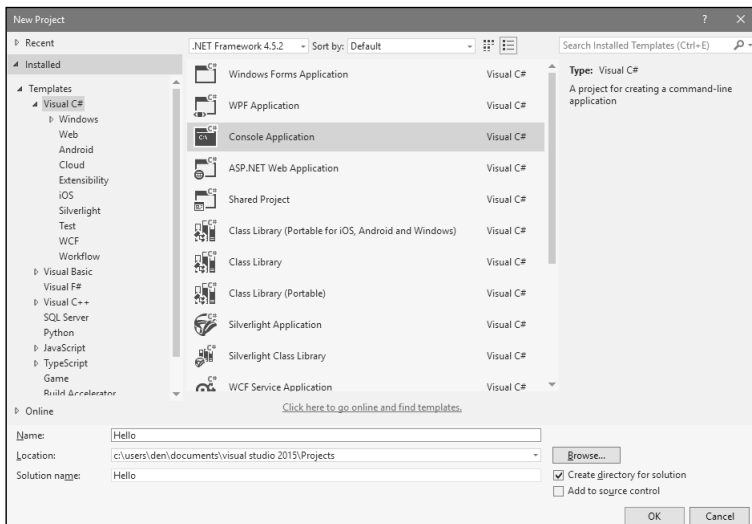 New Project
? ×
Recent
Installed
Templates
Visual C#
Windows
Web
Android
Cloud
Extensibility
iOS
Silverlight
Test
WCF
Workflow
Visual Basic
Visual F#
Visual C++
SQL Server
Python
JavaScript
TypeScript
Game
Build Accelerator
Online
.NET Framework 4.5.2
Sort by: Default
Windows Forms Application Visual C#
WPF Application Visual C#
Console Application Visual C#
ASP.NET Web Application Visual C#
Shared Project Visual C#
Class Library (Portable for iOS, Android and Windows) Visual C#
Class Library Visual C#
Class Library (Portable) Visual C#
Silverlight Application Visual C#
Silverlight Class Library Visual C#
WCF Service Application Visual C#
Click here to go online and find templates.
Search Installed Templates (Ctrl+E)
Type: Visual C#
A project for creating a command-line
application
Name: Hello
Location: c:\users\den\documents\visual studio 2015\Projects
Browse...
Solution name: Hello
Create directory for solution
Add to source control
OK Cancel